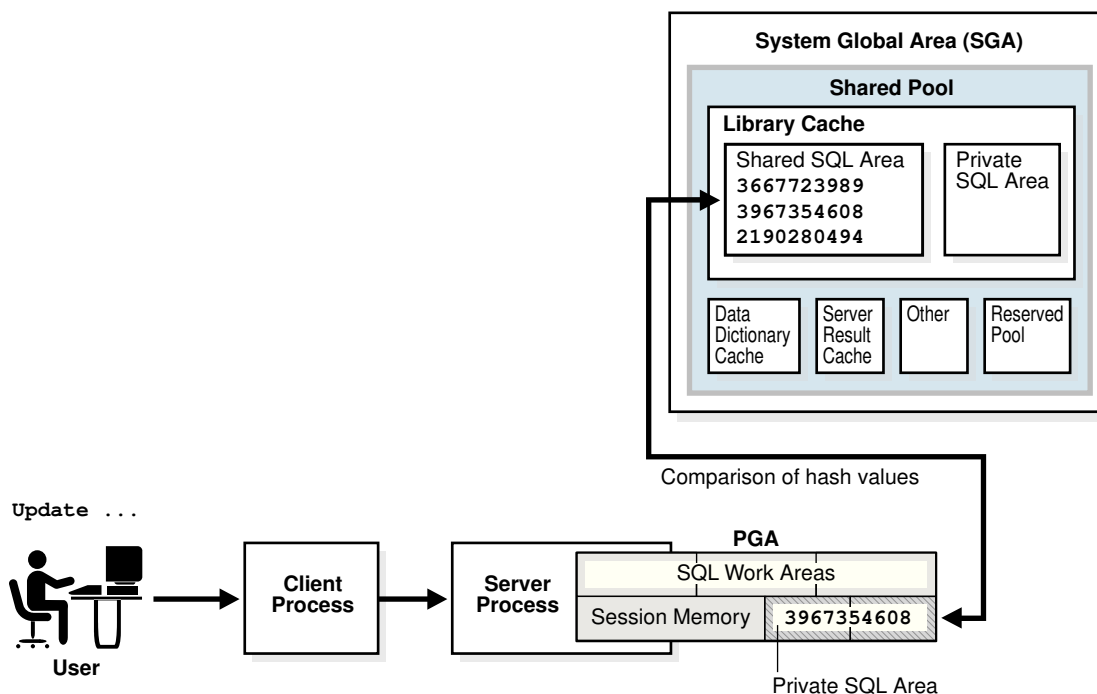 System Global Area (SGA)
Shared Pool
Library Cache
Shared SQL Area
3667723989
3967354608
2190280494
Private
SQL Area
Data
Dictionary
Cache
Server
Result
Cache
Other
Reserved
Pool
Comparison of hash values
Update ...
User
Client
Process
Server
Process
PGA
SQL Work Areas
Session Memory
3967354608
Private SQL Area